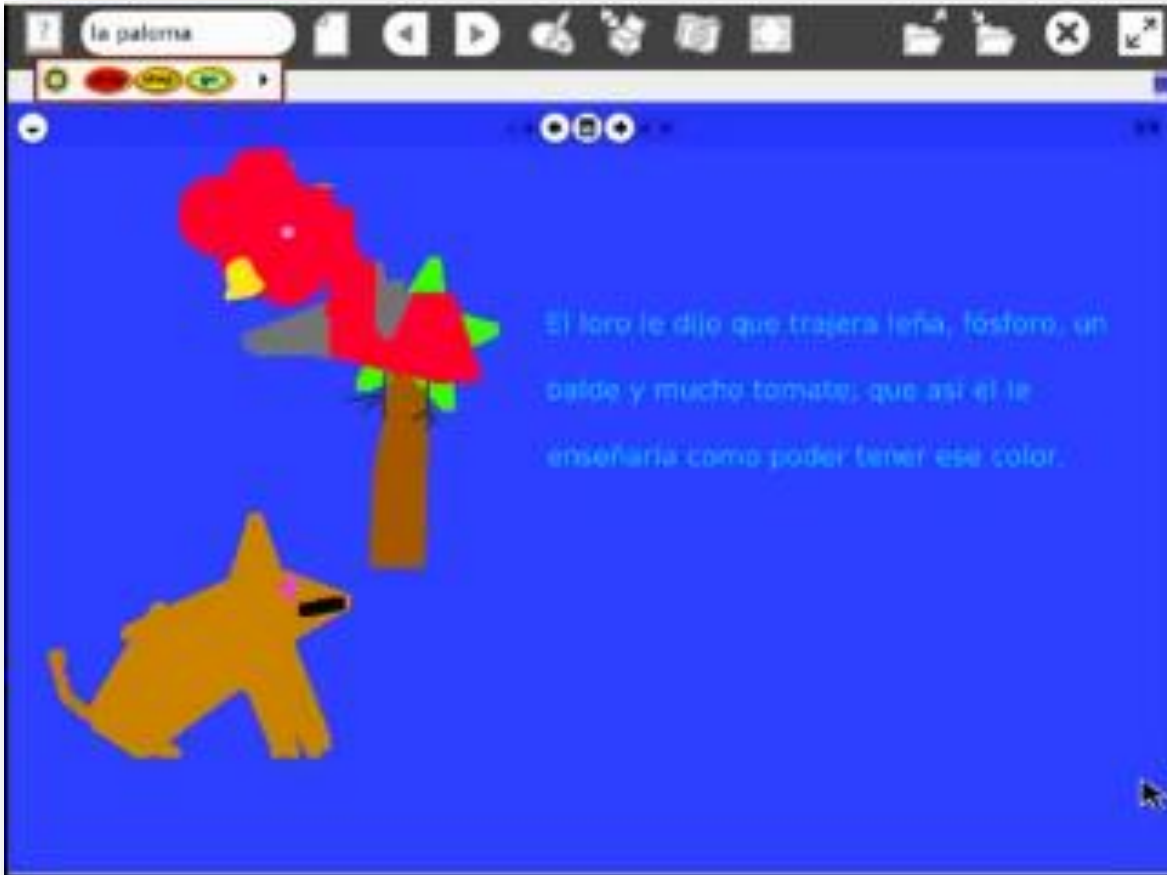 la paloma
El loro le dijo que trajera leña, fósforo, un
balde y mucho tomate; que así el le
enseñaría como poder tener ese color.